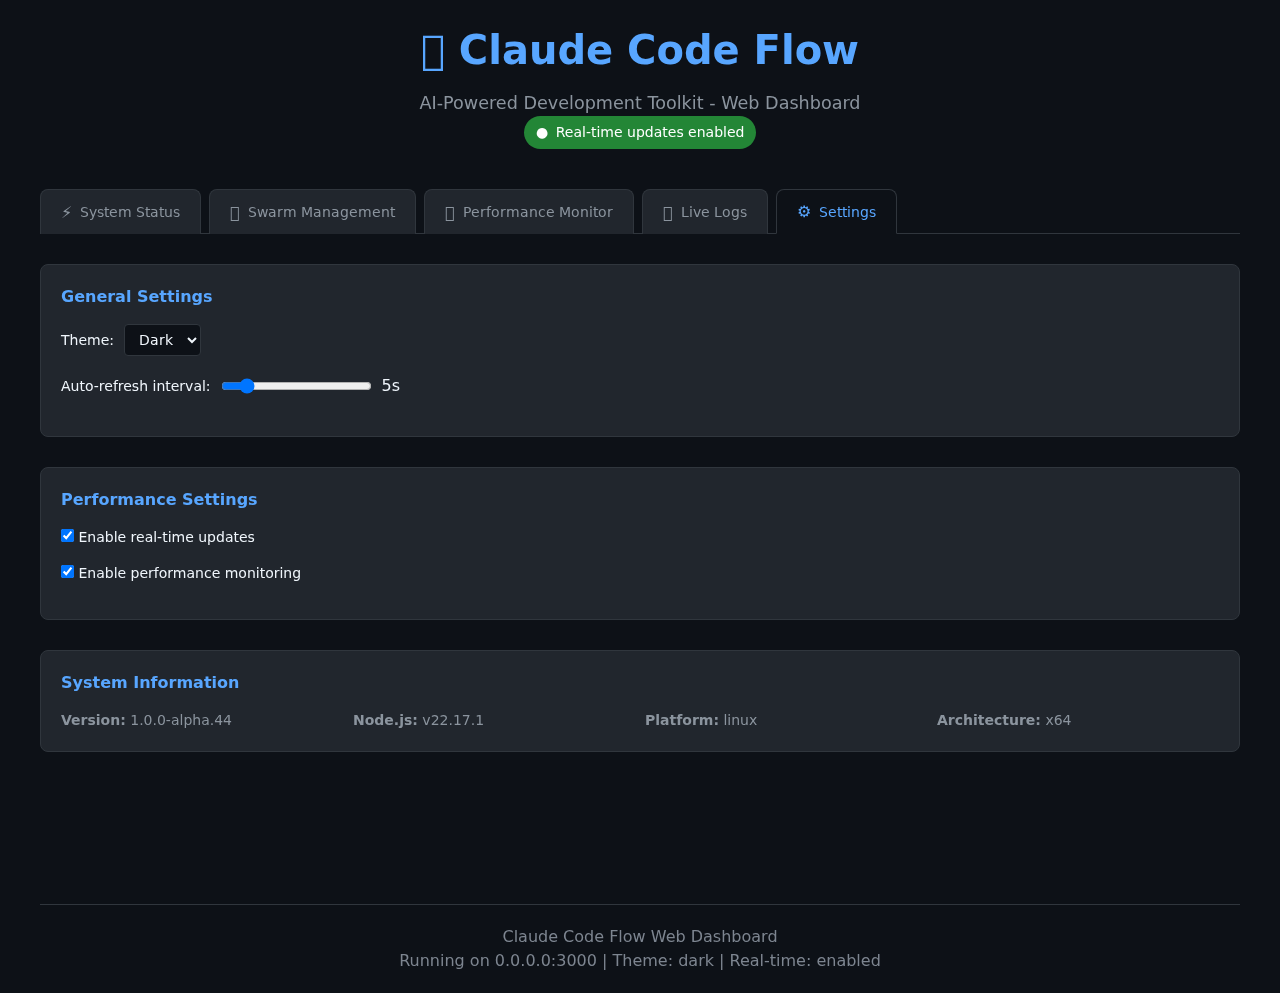 Claude Code Flow
AI-Powered Development Toolkit - Web Dashboard
● Real-time updates enabled
⚡ System Status
Swarm Management
Performance Monitor
Live Logs
⚙ Settings
General Settings
Theme: Dark
Auto-refresh interval: 5s
Performance Settings
Enable real-time updates
Enable performance monitoring
System Information
Version: 1.0.0-alpha.44
Node.js: v22.17.1
Platform: linux
Architecture: x64
Claude Code Flow Web Dashboard
Running on 0.0.0.0:3000 | Theme: dark | Real-time: enabled